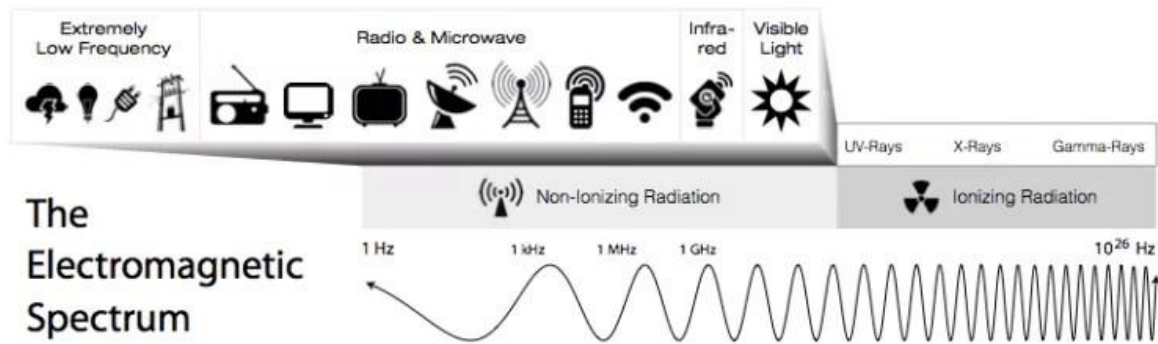 Extremely
Low Frequency
Radio & Microwave
Infra-
red
Visible
Light
UV-Rays
X-Rays
Gamma-Rays
Non-Ionizing Radiation
Ionizing Radiation
The
Electromagnetic
Spectrum
1 Hz
1 kHz
1 MHz
1 GHz
10²⁶ Hz